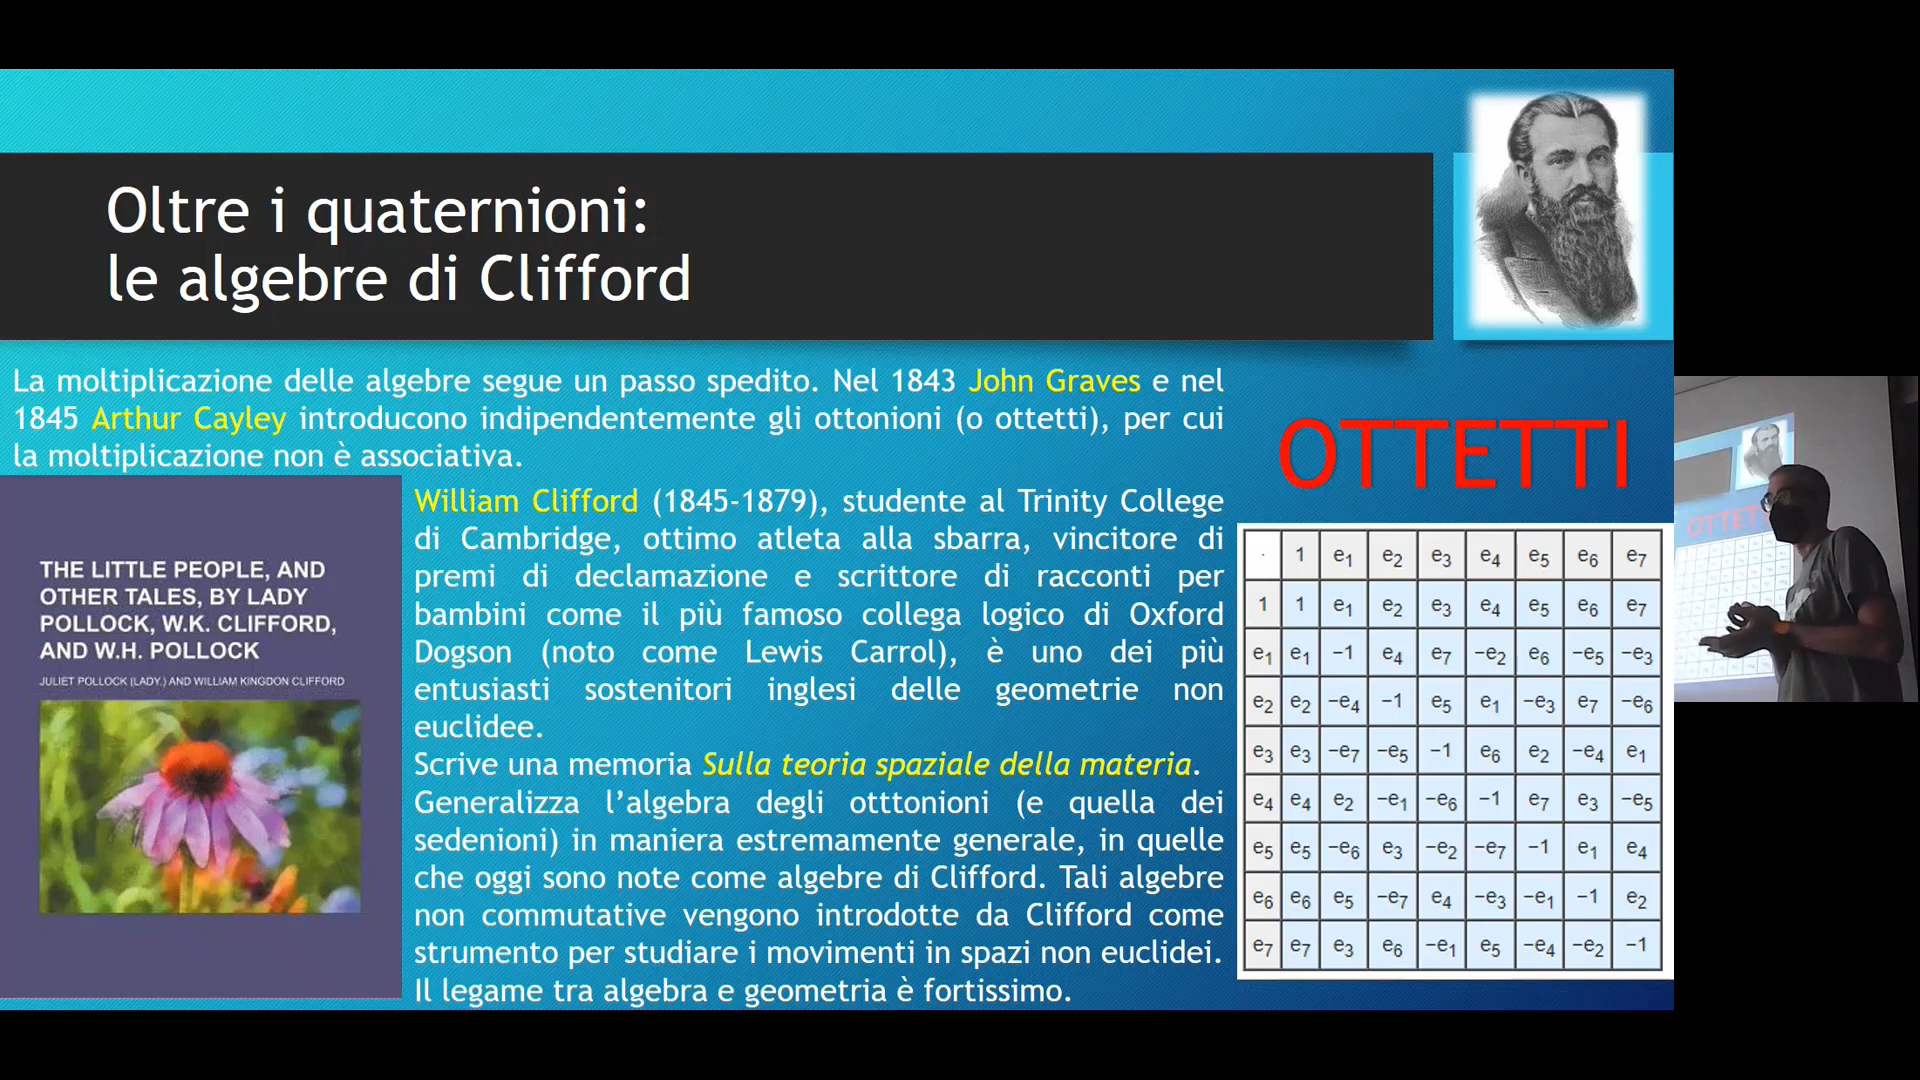 Oltre i quaternioni:
le algebre di Clifford
La moltiplicazione delle algebre segue un passo spedito. Nel 1843 John Graves e nel
1845 Arthur Cayley introducono indipendentemente gli ottonioni (o ottetti), per cui
la moltiplicazione non è associativa.
THE LITTLE PEOPLE, AND
OTHER TALES, BY LADY
POLLOCK, W.K. CLIFFORD,
AND W.H. POLLOCK
JULIET POLLOCK (LADY.) AND WILLIAM KINGDON CLIFFORD
William Clifford (1845-1879), studente al Trinity College
di Cambridge, ottimo atleta alla sbarra, vincitore di
premi di declamazione e scrittore di racconti per
bambini come il più famoso collega logico di Oxford
Dogson (noto come Lewis Carrol), è uno dei più
entusiasti sostenitori inglesi delle geometrie non
euclidee.
Scrive una memoria Sulla teoria spaziale della materia.
Generalizza l’algebra degli otttonioni (e quella dei
sedenioni) in maniera estremamente generale, in quelle
che oggi sono note come algebre di Clifford. Tali algebre
non commutative vengono introdotte da Clifford come
strumento per studiare i movimenti in spazi non euclidei.
Il legame tra algebra e geometria è fortissimo.
OTTETTI
· 1 e₁ e₂ e₃ e₄ e₅ e₆ e₇
1 1 e₁ e₂ e₃ e₄ e₅ e₆ e₇
e₁ e₁ −1 e₄ e₇ −e₂ e₆ −e₅ −e₃
e₂ e₂ −e₄ −1 e₅ e₁ −e₃ e₇ −e₆
e₃ e₃ −e₇ −e₅ −1 e₆ e₂ −e₄ e₁
e₄ e₄ e₂ −e₁ −e₆ −1 e₇ e₃ −e₅
e₅ e₅ −e₆ e₃ −e₂ −e₇ −1 e₁ e₄
e₆ e₆ e₅ −e₇ e₄ −e₃ −e₁ −1 e₂
e₇ e₇ e₃ e₆ −e₁ e₅ −e₄ −e₂ −1